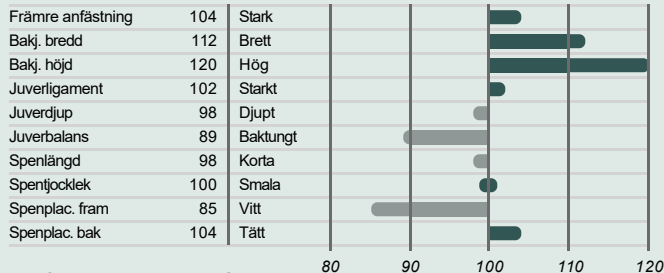 Främre anfästning 104 Stark
Bakj. bredd 112 Brett
Bakj. höjd 120 Hög
Juverligament 102 Starkt
Juverdjup 98 Djupt
Juverbalans 89 Baktungt
Spenlängd 98 Korta
Spentjocklek 100 Smala
Spenplac. fram 85 Vitt
Spenplac. bak 104 Tätt
80 90 100 110 120